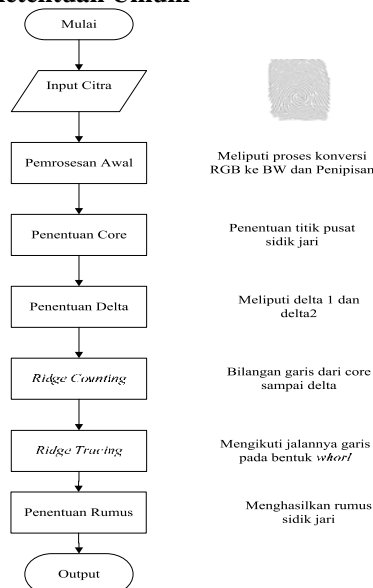 Mulai
Input Citra
Pemrosesan Awal
Meliputi proses konversi
RGB ke BW dan Penipisan
Penentuan Core
Penentuan titik pusat
sidik jari
Penentuan Delta
Meliputi delta 1 dan
delta2
Ridge Counting
Bilangan garis dari core
sampai delta
Ridge Tracing
Mengikuti jalannya garis
pada bentuk whorl
Penentuan Rumus
Menghasilkan rumus
sidik jari
Output